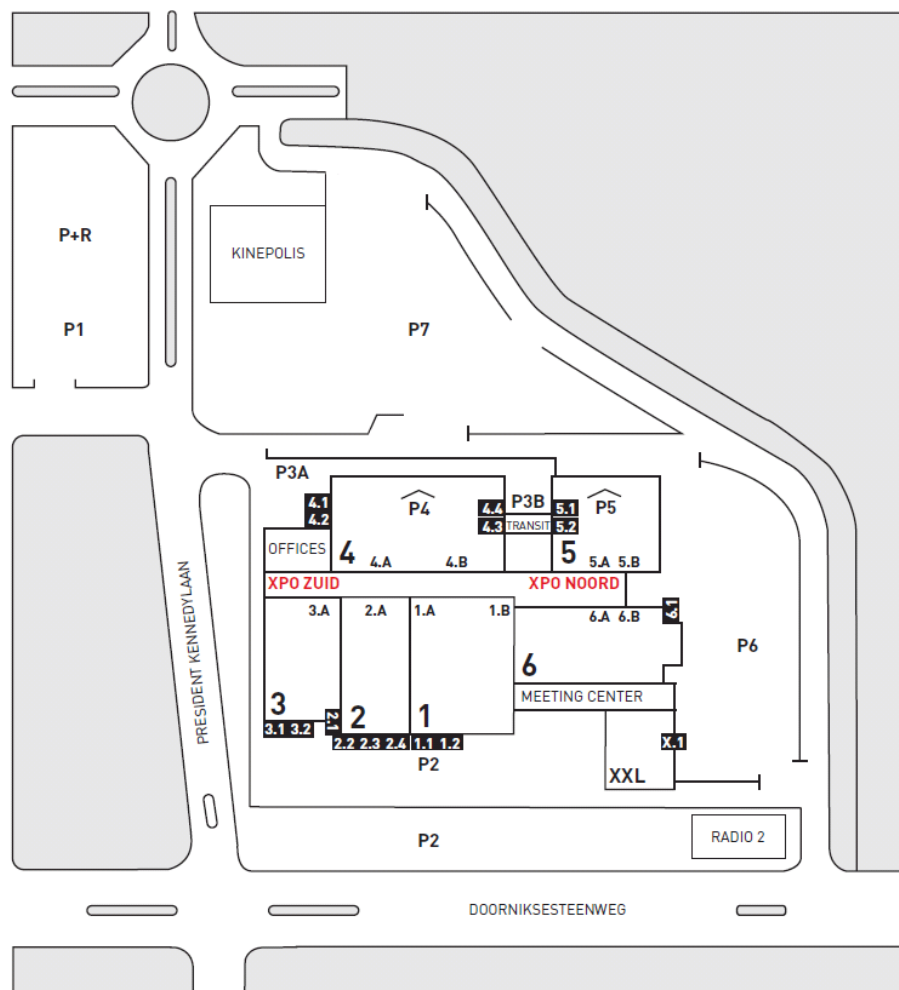 P+R
KINEPOLIS
P1
P7
P3A
4.1
4.2
P4
4.4
4.3
P3B
TRANSIT
5.1
5.2
P5
OFFICES
4
4.A
4.B
5
5.A 5.B
XPO ZUID
XPO NOORD
3.A
2.A
1.A
1.B
6.A 6.B
6.1
P6
PRESIDENT KENNEDYLAAN
6
MEETING CENTER
3
2
1
3.1 3.2
2.1
2.2 2.3 2.4
1.1 1.2
X.1
P2
XXL
P2
RADIO 2
DOORNIKSESTEENWEG